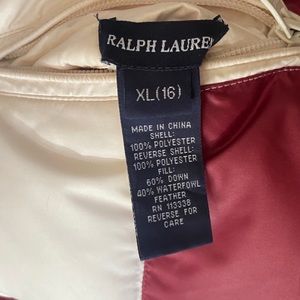 RALPH LAUREN
XL(16)
MADE IN CHINA
SHELL:
100% POLYESTER
REVERSE SHELL:
100% POLYESTER
FILL:
60% DOWN
40% WATERFOWL
FEATHER
RN 113338
REVERSE FOR
CARE